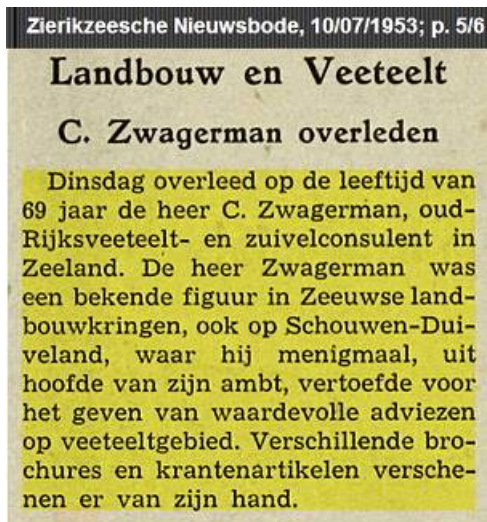 Zierikzeesche Nieuwsbode, 10/07/1953; p. 5/6
Landbouw en Veeteelt
C. Zwagerman overleden
Dinsdag overleed op de leeftijd van
69 jaar de heer C. Zwagerman, oud-
Rijksveeteelt- en zuivelconsulent in
Zeeland. De heer Zwagerman was
een bekende figuur in Zeeuwse land-
bouwkringen, ook op Schouwen-Dui-
veland, waar hij menigmaal, uit
hoofde van zijn ambt, vertoefde voor
het geven van waardevolle adviezen
op veeteeltgebied. Verschillende bro-
chures en krantenartikelen versche-
nen er van zijn hand.